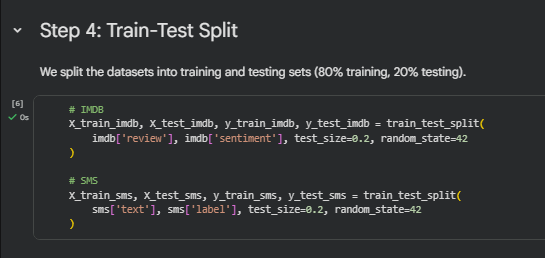 Step 4: Train-Test Split
We split the datasets into training and testing sets (80% training, 20% testing).
[6]
0s
# IMDB
X_train_imdb, X_test_imdb, y_train_imdb, y_test_imdb = train_test_split(
    imdb['review'], imdb['sentiment'], test_size=0.2, random_state=42
)
# SMS
X_train_sms, X_test_sms, y_train_sms, y_test_sms = train_test_split(
    sms['text'], sms['label'], test_size=0.2, random_state=42
)